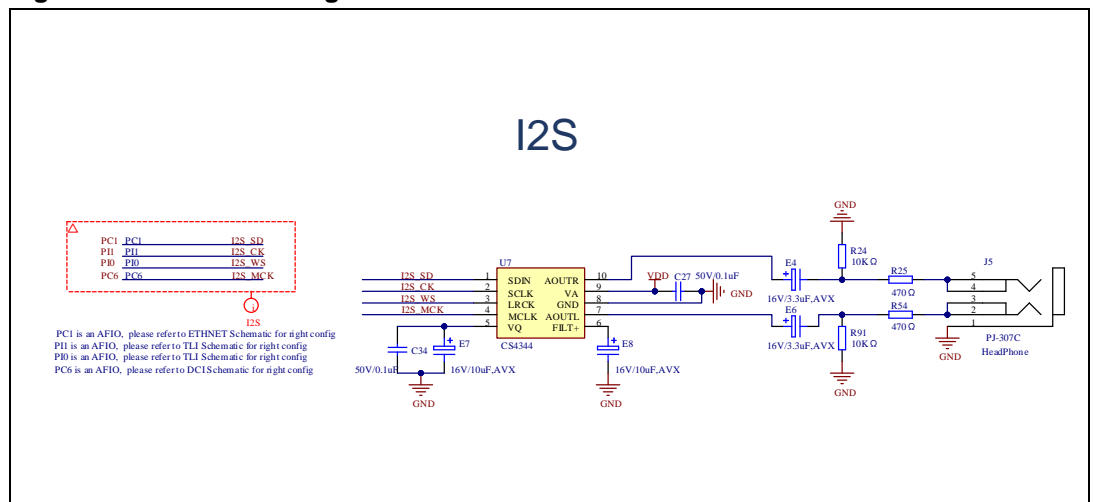 I2S
PC1 PC1 I2S_SD
PI1 PI1 I2S_CK
PI0 PI0 I2S_WS
PC6 PC6 I2S_MCK
i
I2S
PC1 is an AFIO, please refer to ETHNET Schematic for right config
PI1 is an AFIO, please refer to TLI Schematic for right config
PI0 is an AFIO, please refer to TLI Schematic for right config
PC6 is an AFIO, please refer to DCI Schematic for right config
U7
I2S_SD 1 SDIN AOUTR 10
I2S_CK 2 SCLK VA 9
I2S_WS 3 LRCK GND 8
I2S_MCK 4 MCLK AOUTL 7
5 VQ FILT+ 6
CS4344
C34
50V/0.1uF
E7
16V/10uF,AVX
GND
E8
16V/10uF,AVX
GND
VDD
C27
50V/0.1uF
GND
E4
16V/3.3uF,AVX
E6
16V/3.3uF,AVX
GND
R24
10KΩ
R25
470Ω
R54
470Ω
R91
10KΩ
GND
J5
5
4
3
2
1
GND
PJ-307C
HeadPhone